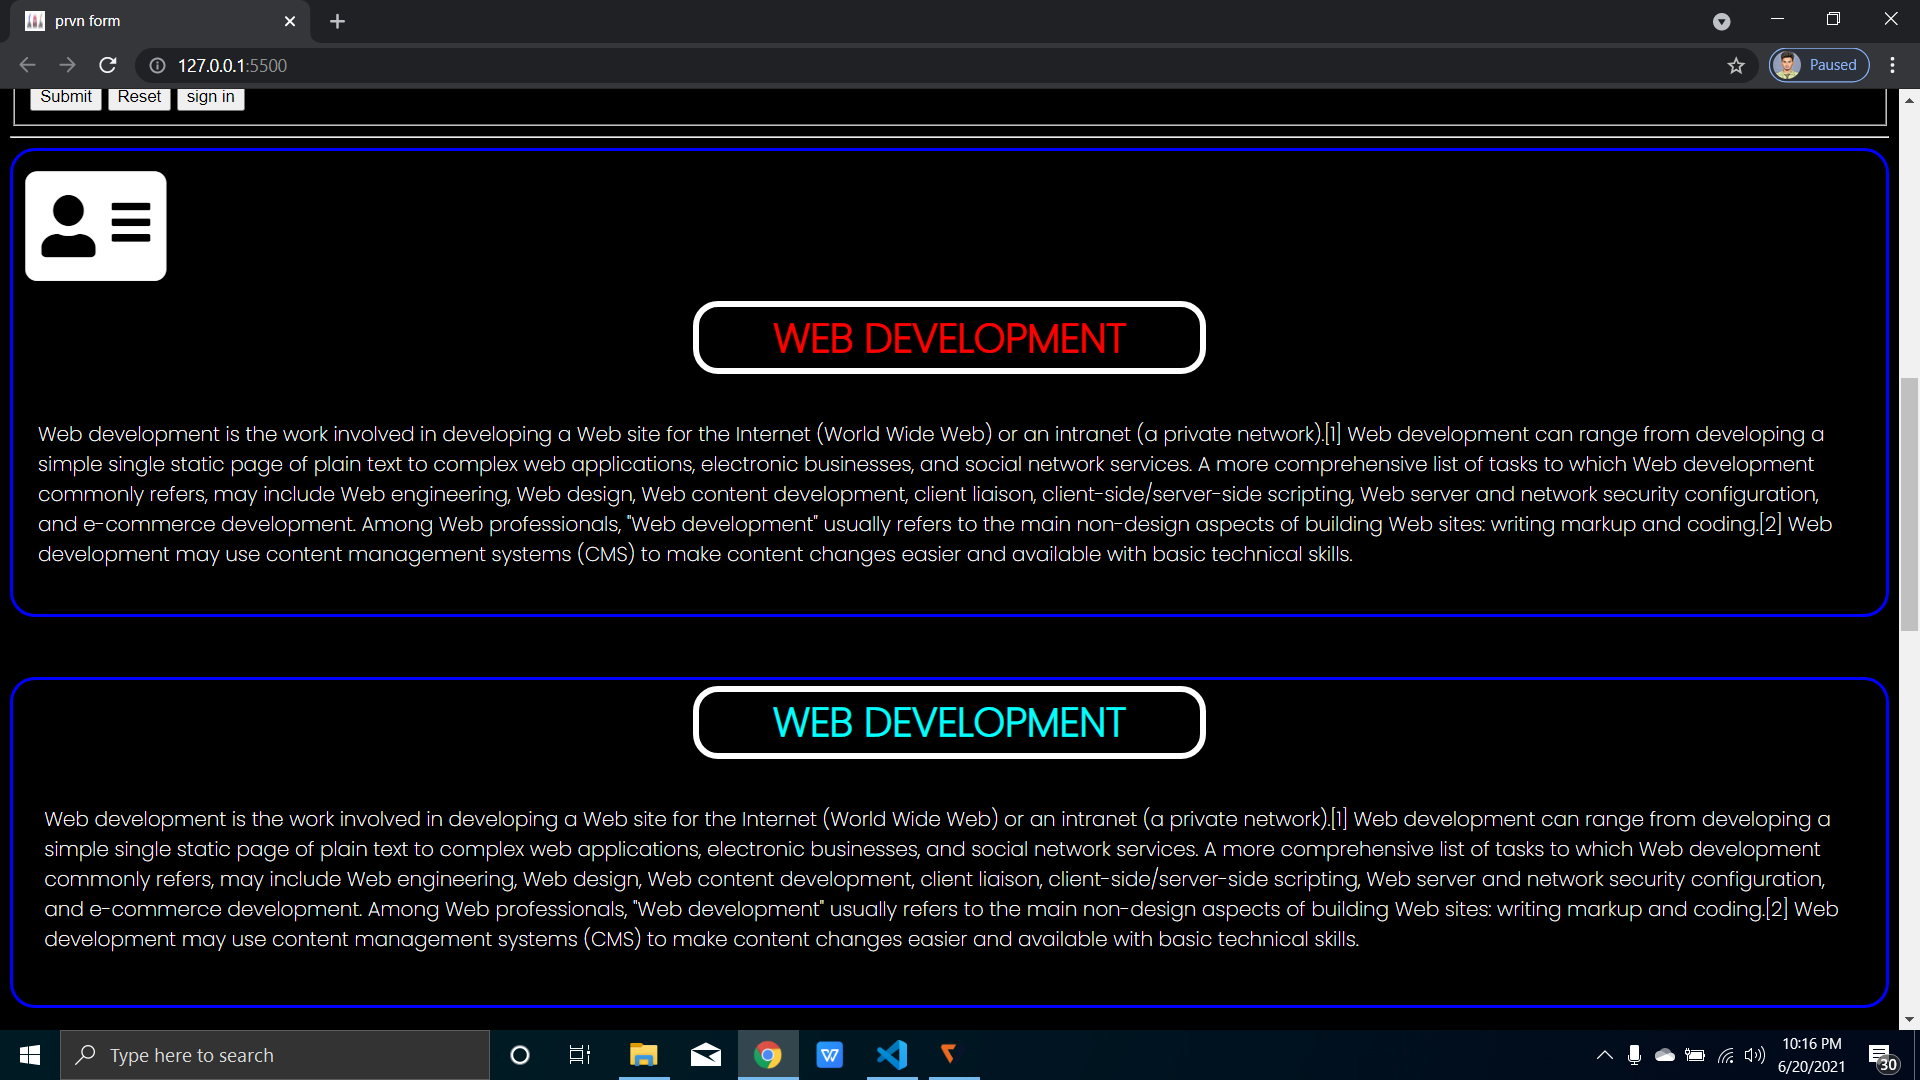 prvn form
127.0.0.1:5500
Paused
Submit Reset sign in
WEB DEVELOPMENT
Web development is the work involved in developing a Web site for the Internet (World Wide Web) or an intranet (a private network).[1] Web development can range from developing a
simple single static page of plain text to complex web applications, electronic businesses, and social network services. A more comprehensive list of tasks to which Web development
commonly refers, may include Web engineering, Web design, Web content development, client liaison, client-side/server-side scripting, Web server and network security configuration,
and e-commerce development. Among Web professionals, "Web development" usually refers to the main non-design aspects of building Web sites: writing markup and coding.[2] Web
development may use content management systems (CMS) to make content changes easier and available with basic technical skills.
WEB DEVELOPMENT
Web development is the work involved in developing a Web site for the Internet (World Wide Web) or an intranet (a private network).[1] Web development can range from developing a
simple single static page of plain text to complex web applications, electronic businesses, and social network services. A more comprehensive list of tasks to which Web development
commonly refers, may include Web engineering, Web design, Web content development, client liaison, client-side/server-side scripting, Web server and network security configuration,
and e-commerce development. Among Web professionals, "Web development" usually refers to the main non-design aspects of building Web sites: writing markup and coding.[2] Web
development may use content management systems (CMS) to make content changes easier and available with basic technical skills.
Type here to search
W
10:16 PM
6/20/2021
30